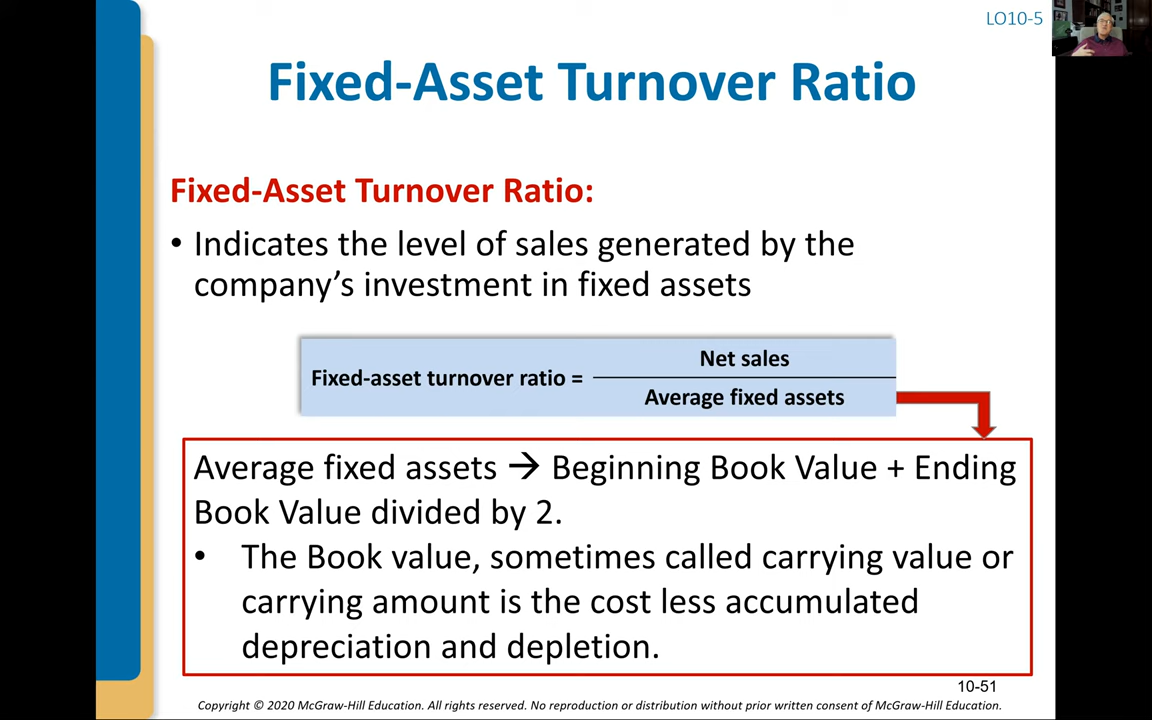 LO10-5
Fixed-Asset Turnover Ratio
Fixed-Asset Turnover Ratio:
• Indicates the level of sales generated by the
company’s investment in fixed assets
Net sales
Fixed-asset turnover ratio =
Average fixed assets
Average fixed assets → Beginning Book Value + Ending
Book Value divided by 2.
• The Book value, sometimes called carrying value or
carrying amount is the cost less accumulated
depreciation and depletion.
10-51
Copyright © 2020 McGraw-Hill Education. All rights reserved. No reproduction or distribution without prior written consent of McGraw-Hill Education.